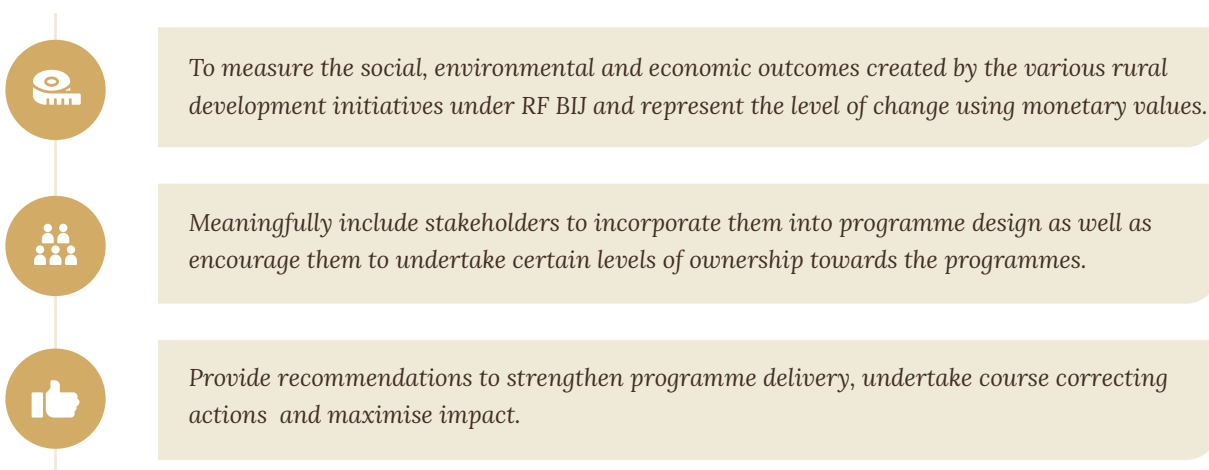 To measure the social, environmental and economic outcomes created by the various rural
development initiatives under RF BIJ and represent the level of change using monetary values.
Meaningfully include stakeholders to incorporate them into programme design as well as
encourage them to undertake certain levels of ownership towards the programmes.
Provide recommendations to strengthen programme delivery, undertake course correcting
actions  and maximise impact.